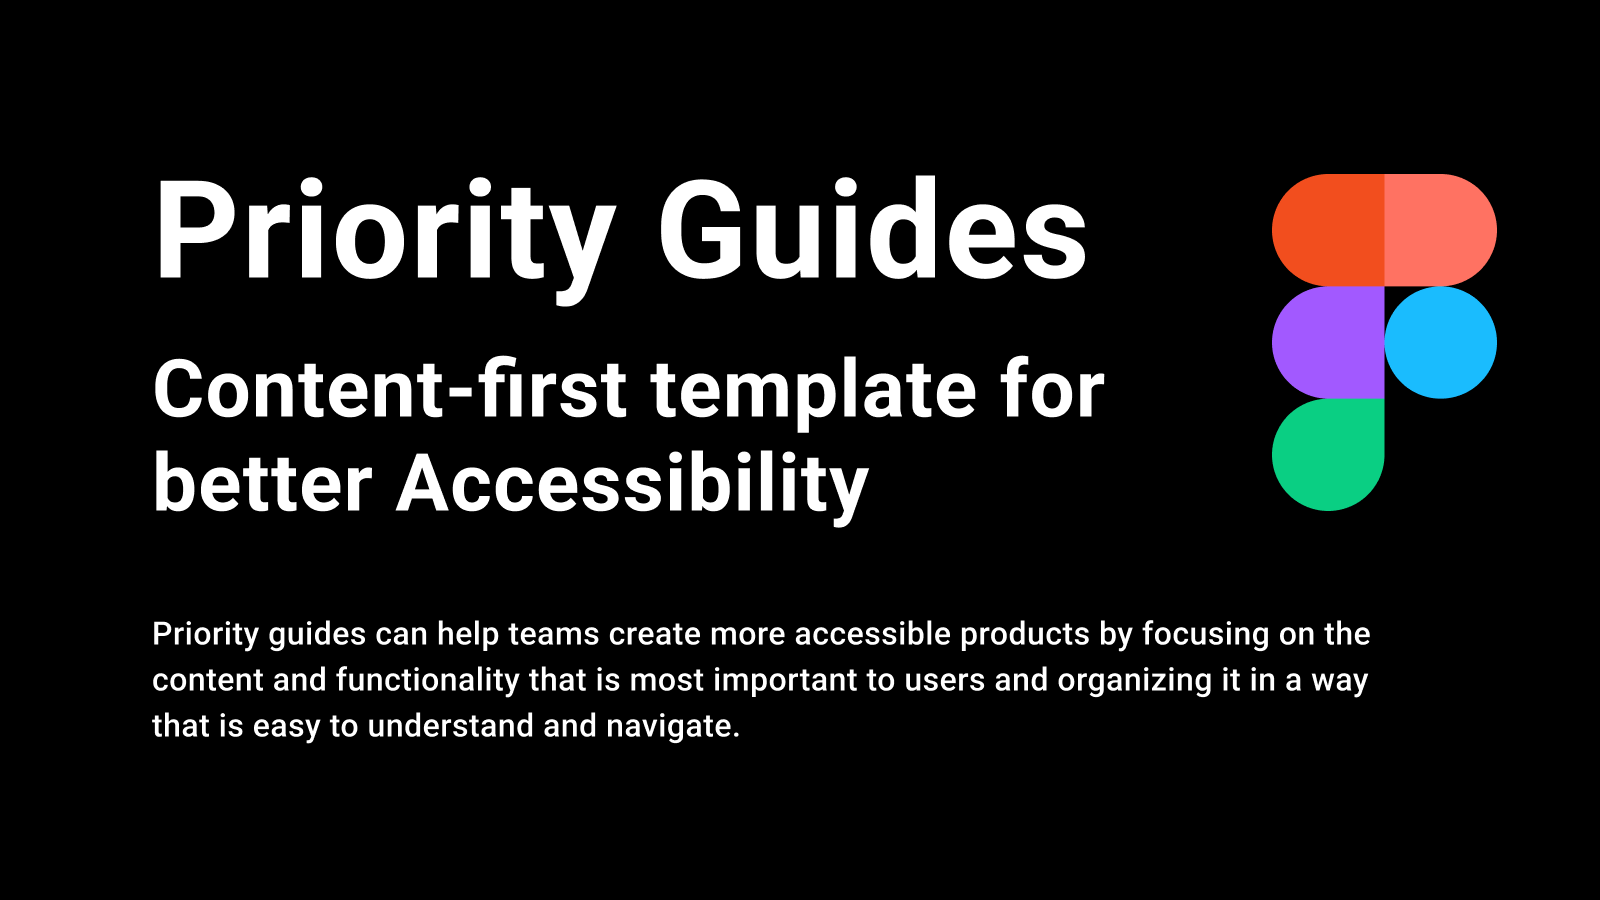 Priority Guides
Content-first template for
better Accessibility
Priority guides can help teams create more accessible products by focusing on the
content and functionality that is most important to users and organizing it in a way
that is easy to understand and navigate.